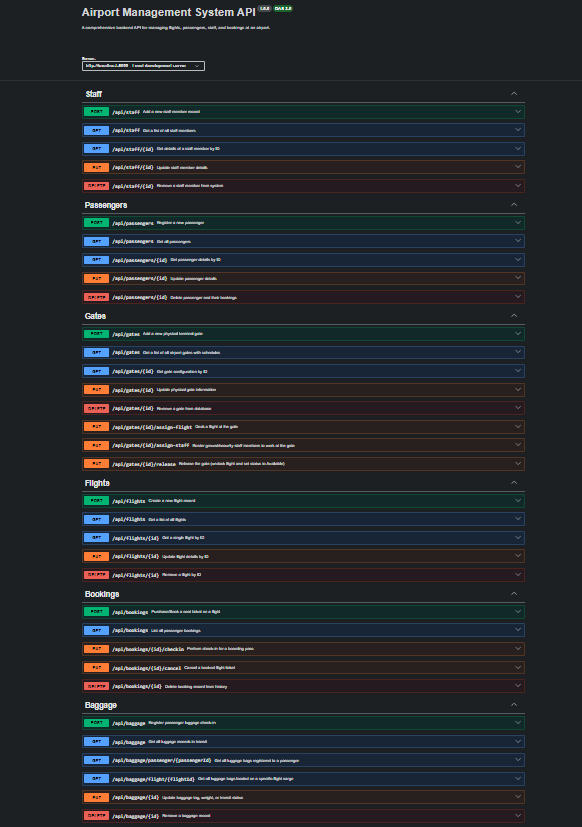 Airport Management System API 1.0.0 OAS 3.0
A comprehensive backend API for managing flights, passengers, staff, and bookings at an airport.
Servers
http://localhost:5000 - Local development server
Staff
POST /api/staff Add a new staff member record
GET /api/staff Get a list of all staff members
GET /api/staff/{id} Get details of a staff member by ID
PUT /api/staff/{id} Update staff member details
DELETE /api/staff/{id} Remove a staff member from system
Passengers
POST /api/passengers Register a new passenger
GET /api/passengers Get all passengers
GET /api/passengers/{id} Get passenger details by ID
PUT /api/passengers/{id} Update passenger details
DELETE /api/passengers/{id} Delete passenger and their bookings
Gates
POST /api/gates Add a new physical terminal gate
GET /api/gates Get a list of all airport gates with schedules
GET /api/gates/{id} Get gate configuration by ID
PUT /api/gates/{id} Update physical gate information
DELETE /api/gates/{id} Remove a gate from database
PUT /api/gates/{id}/assign-flight Dock a flight at the gate
PUT /api/gates/{id}/assign-staff Roster ground/security staff members to work at the gate
PUT /api/gates/{id}/release Release the gate (undock flight and set status to Available)
Flights
POST /api/flights Create a new flight record
GET /api/flights Get a list of all flights
GET /api/flights/{id} Get a single flight by ID
PUT /api/flights/{id} Update flight details by ID
DELETE /api/flights/{id} Remove a flight by ID
Bookings
POST /api/bookings Purchase/Book a seat ticket on a flight
GET /api/bookings List all passenger bookings
PUT /api/bookings/{id}/checkin Perform check-in for a boarding pass
PUT /api/bookings/{id}/cancel Cancel a booked flight ticket
DELETE /api/bookings/{id} Delete booking record from history
Baggage
POST /api/baggage Register passenger luggage check-in
GET /api/baggage Get all luggage records in transit
GET /api/baggage/passenger/{passengerId} Get all luggage bags registered to a passenger
GET /api/baggage/flight/{flightId} Get all luggage bags loaded on a specific flight cargo
PUT /api/baggage/{id} Update baggage tag, weight, or transit status
DELETE /api/baggage/{id} Remove a baggage record